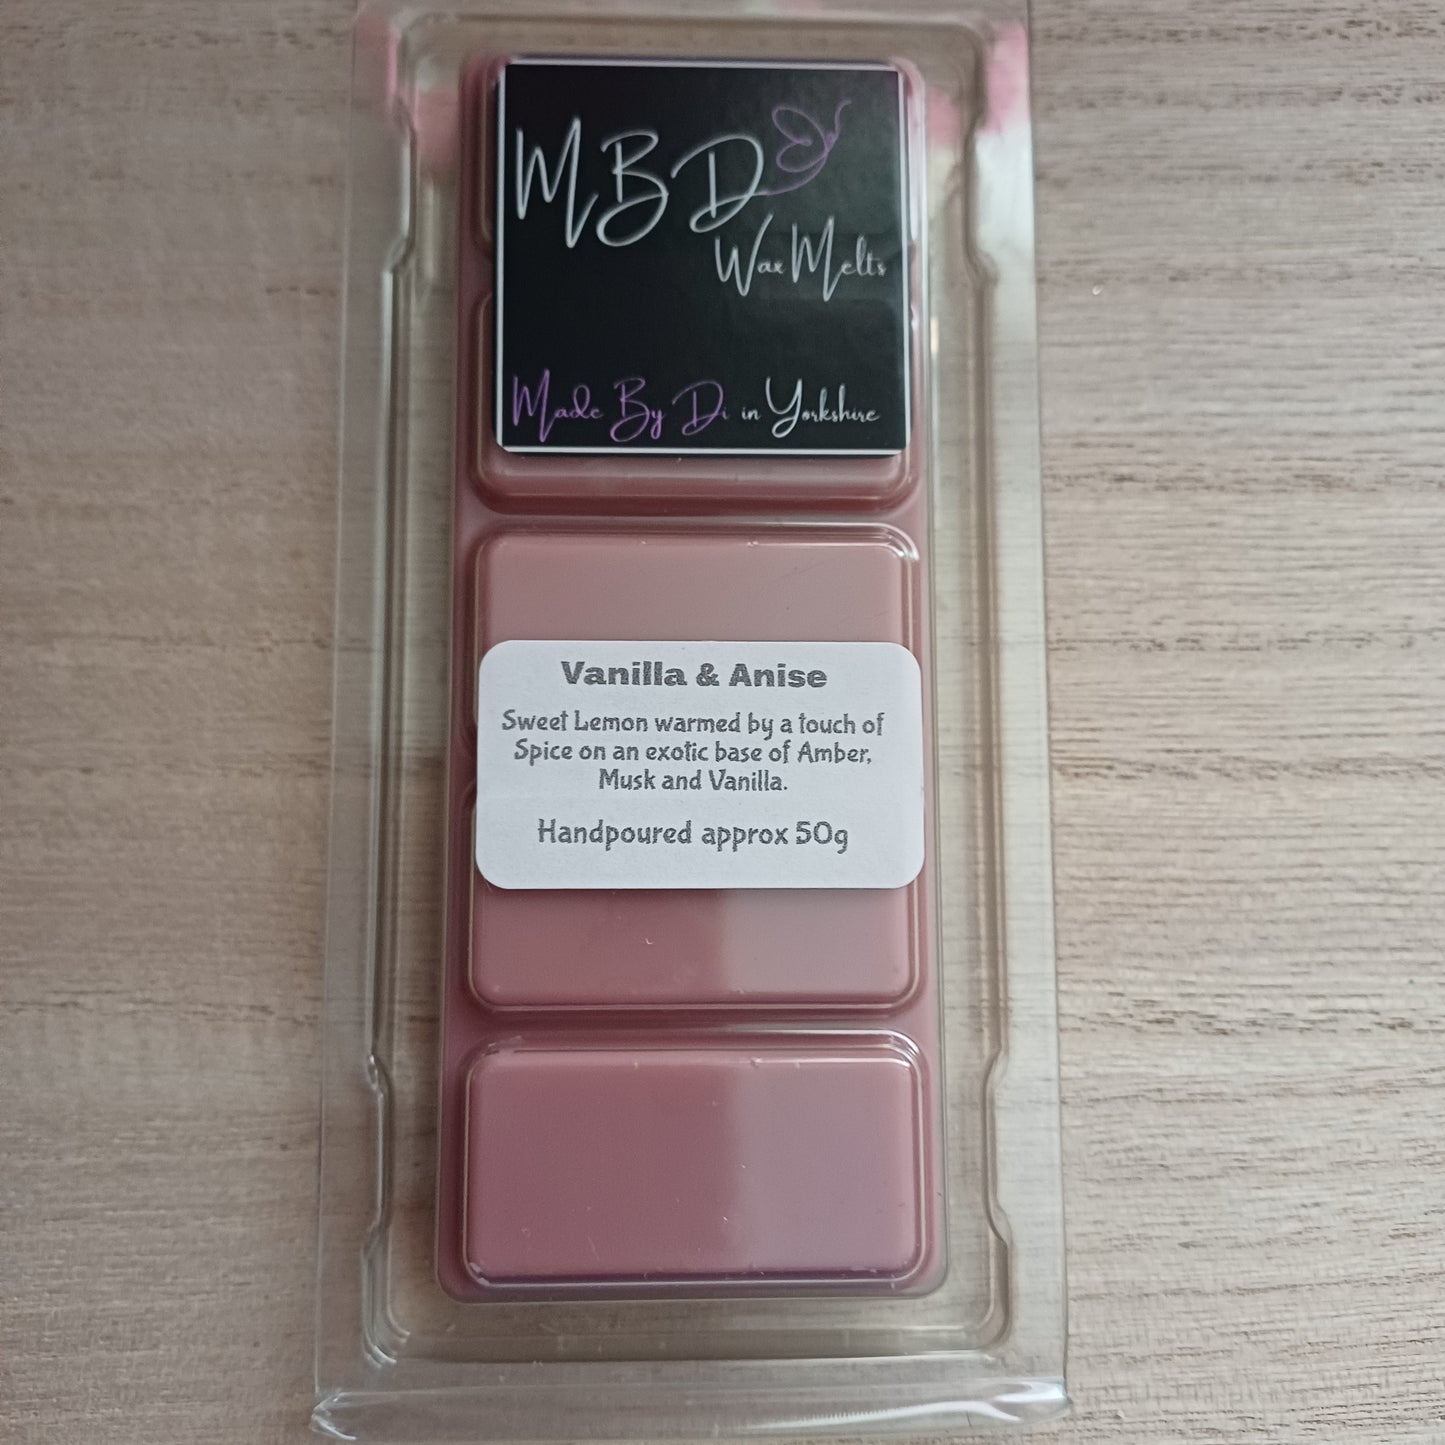 MBD
Wax Melts
Made By Di in Yorkshire
Vanilla & Anise
Sweet Lemon warmed by a touch of
Spice on an exotic base of Amber,
Musk and Vanilla.
Handpoured approx 50g